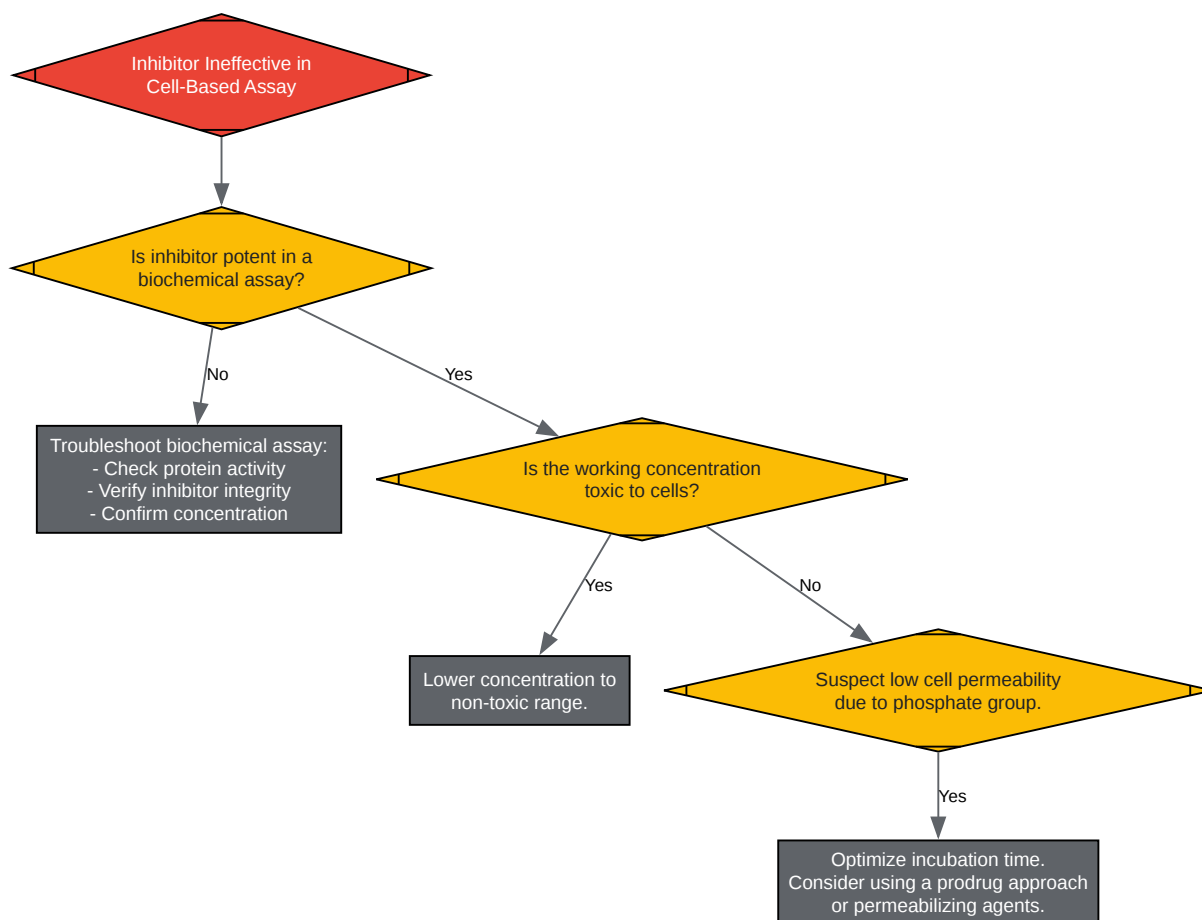 Inhibitor Ineffective in
Cell-Based Assay
Is inhibitor potent in a
biochemical assay?
No
Yes
Troubleshoot biochemical assay:
- Check protein activity
- Verify inhibitor integrity
- Confirm concentration
Is the working concentration
toxic to cells?
Yes
No
Lower concentration to
non-toxic range.
Suspect low cell permeability
due to phosphate group.
Yes
Optimize incubation time.
Consider using a prodrug approach
or permeabilizing agents.